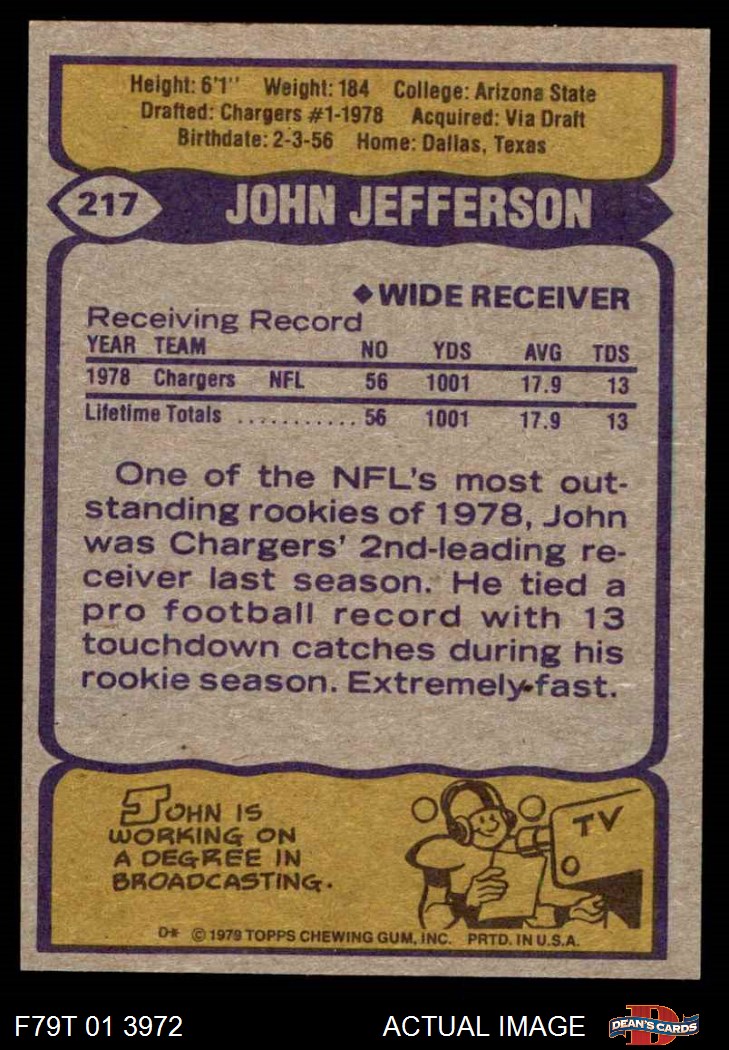 Height: 6'1" Weight: 184 College: Arizona State
Drafted: Chargers #1-1978 Acquired: Via Draft
Birthdate: 2-3-56 Home: Dallas, Texas
217 JOHN JEFFERSON
◆WIDE RECEIVER
Receiving Record
YEAR TEAM NO YDS AVG TDS
1978 Chargers NFL 56 1001 17.9 13
Lifetime Totals ........... 56 1001 17.9 13
One of the NFL's most out-
standing rookies of 1978, John
was Chargers' 2nd-leading re-
ceiver last season. He tied a
pro football record with 13
touchdown catches during his
rookie season. Extremely fast.
JOHN IS
WORKING ON
A DEGREE IN
BROADCASTING.
TV
D* © 1979 TOPPS CHEWING GUM, INC. PRTD. IN U.S.A.
F79T 01 3972 ACTUAL IMAGE
D
DEAN'S CARDS